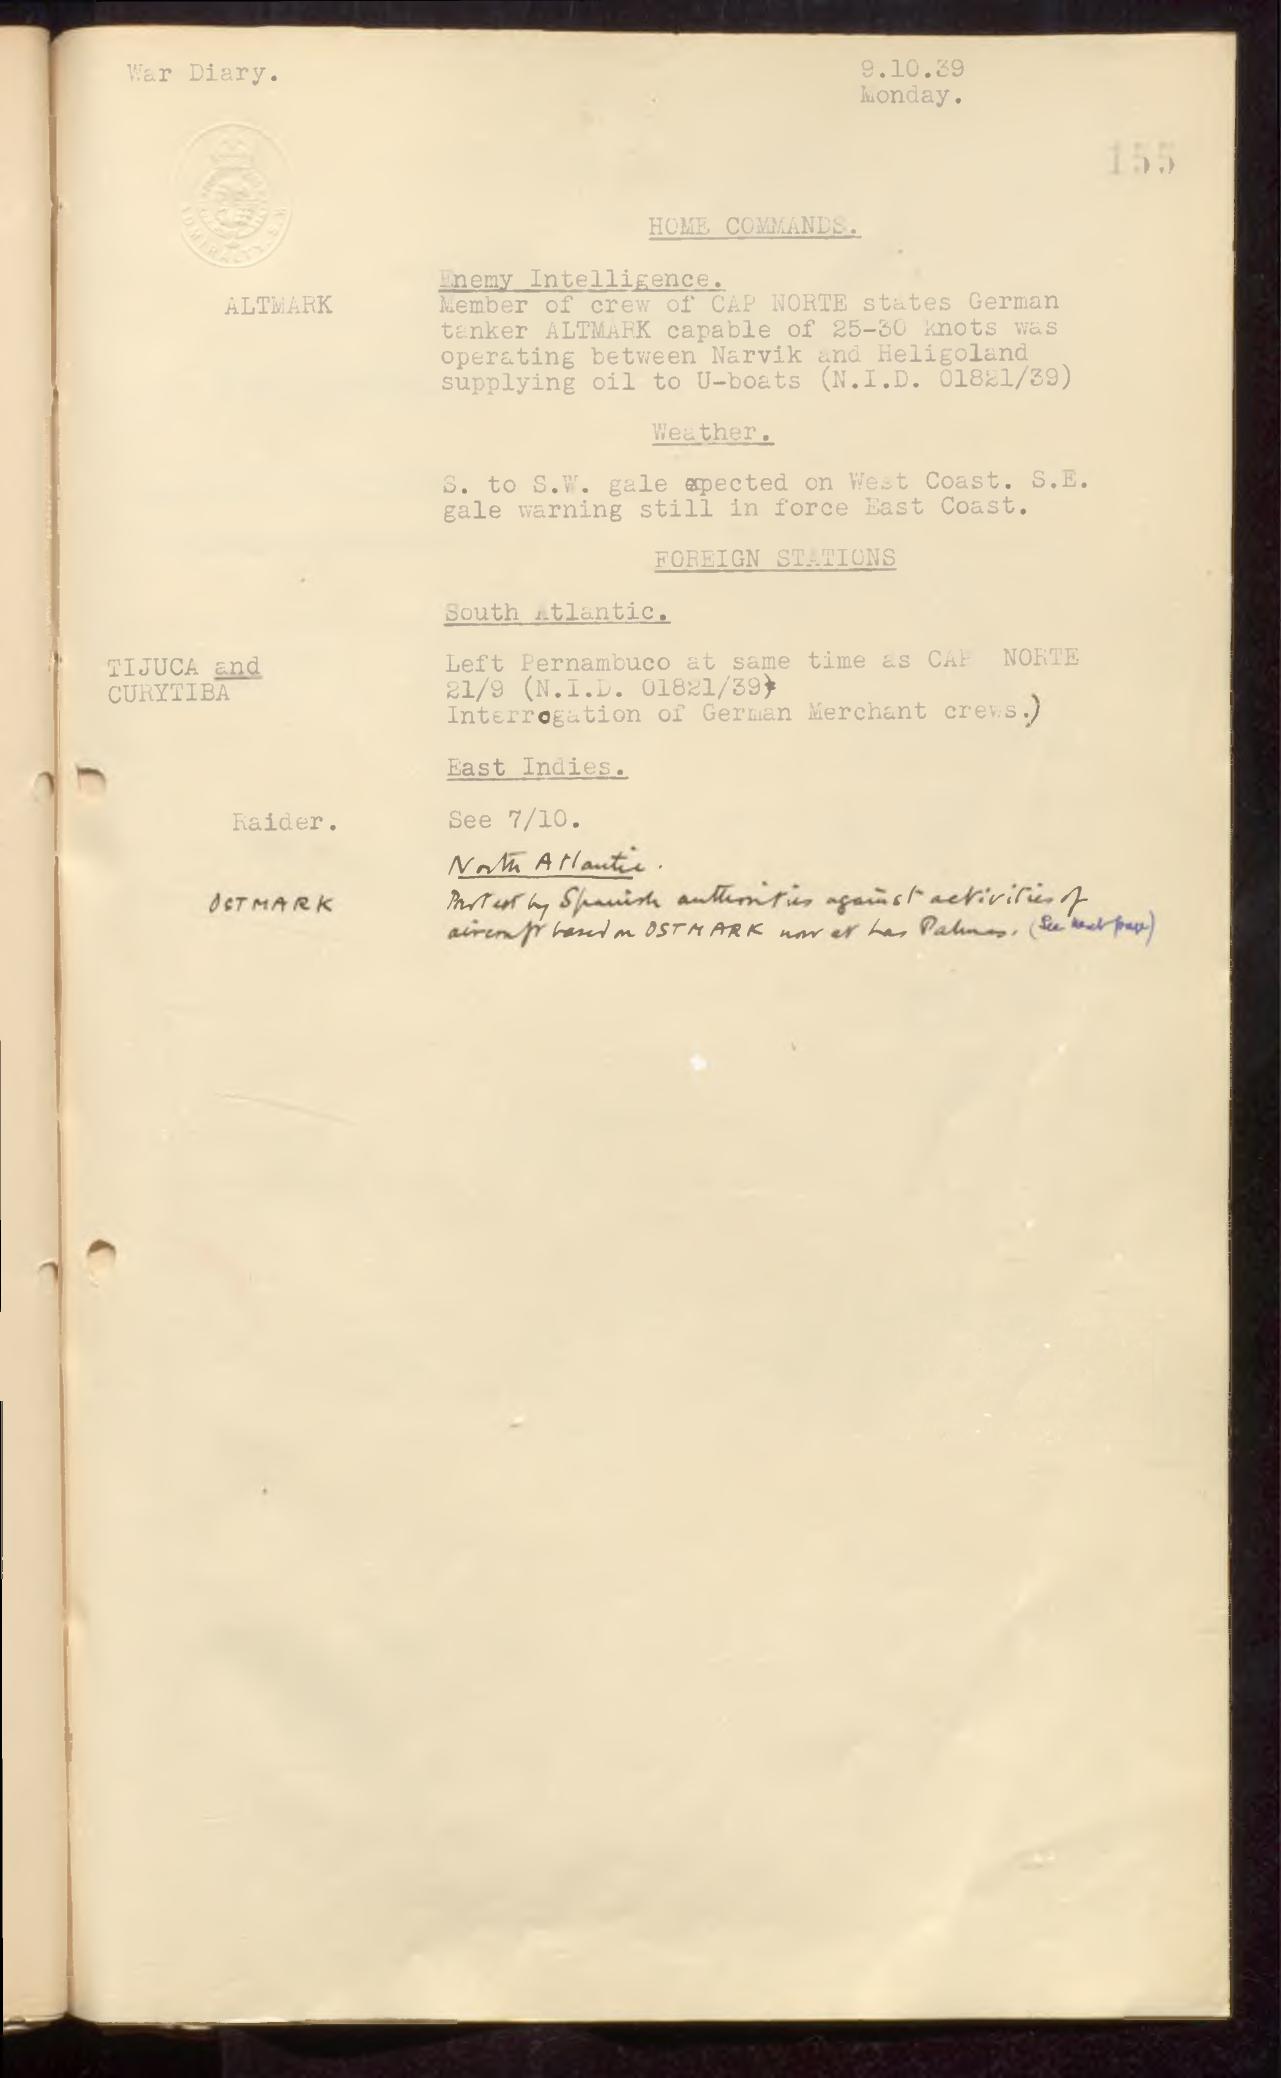 War Diary.
9.10.39
Monday.
155
ADMIRALTY S.W.
HOME COMMANDS.
Enemy Intelligence.
ALTMARK
Member of crew of CAP NORTE states German
tanker ALTMARK capable of 25-30 knots was
operating between Narvik and Heligoland
supplying oil to U-boats (N.I.D. 01821/39)
Weather.
S. to S.W. gale expected on West Coast. S.E.
gale warning still in force East Coast.
FOREIGN STATIONS
South Atlantic.
TIJUCA and
CURYTIBA
Left Pernambuco at same time as CAP NORTE
21/9 (N.I.D. 01821/39)
Interrogation of German Merchant crews.)
East Indies.
Raider.
See 7/10.
North Atlantic.
OSTMARK
Protest by Spanish authorities against activities of
aircraft based on OSTMARK now at Las Palmas. (See next page)